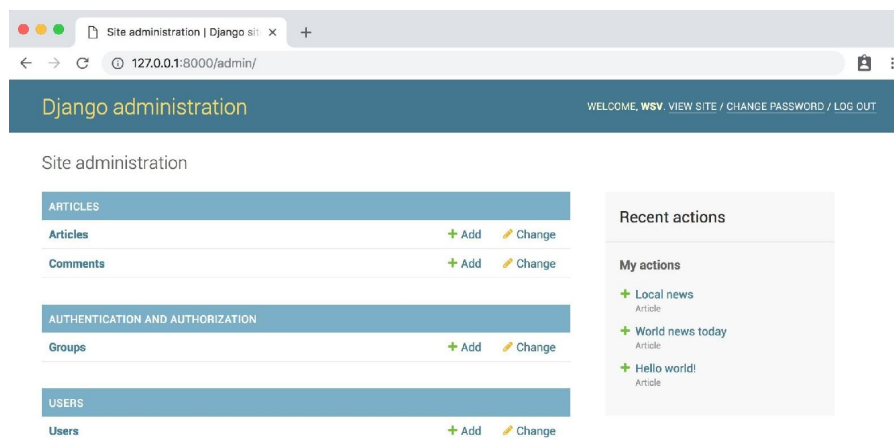 Site administration | Django sit
127.0.0.1:8000/admin/
Django administration
WELCOME, WSV. VIEW SITE / CHANGE PASSWORD / LOG OUT
Site administration
ARTICLES
Articles + Add Change
Comments + Add Change
AUTHENTICATION AND AUTHORIZATION
Groups + Add Change
USERS
Users + Add Change
Recent actions
My actions
+ Local news
Article
+ World news today
Article
+ Hello world!
Article